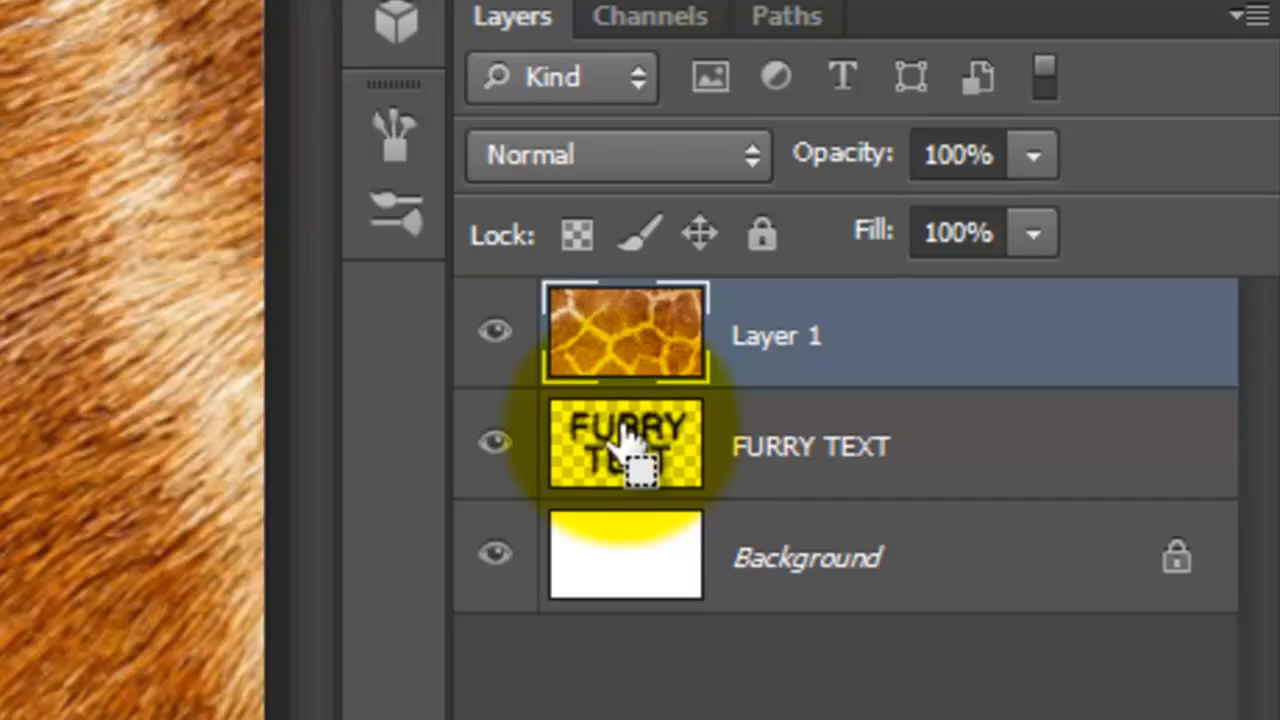 Layers Channels Paths
Kind
Normal Opacity: 100%
Lock: Fill: 100%
Layer 1
FURRY TEXT
FURRY TEXT
Background